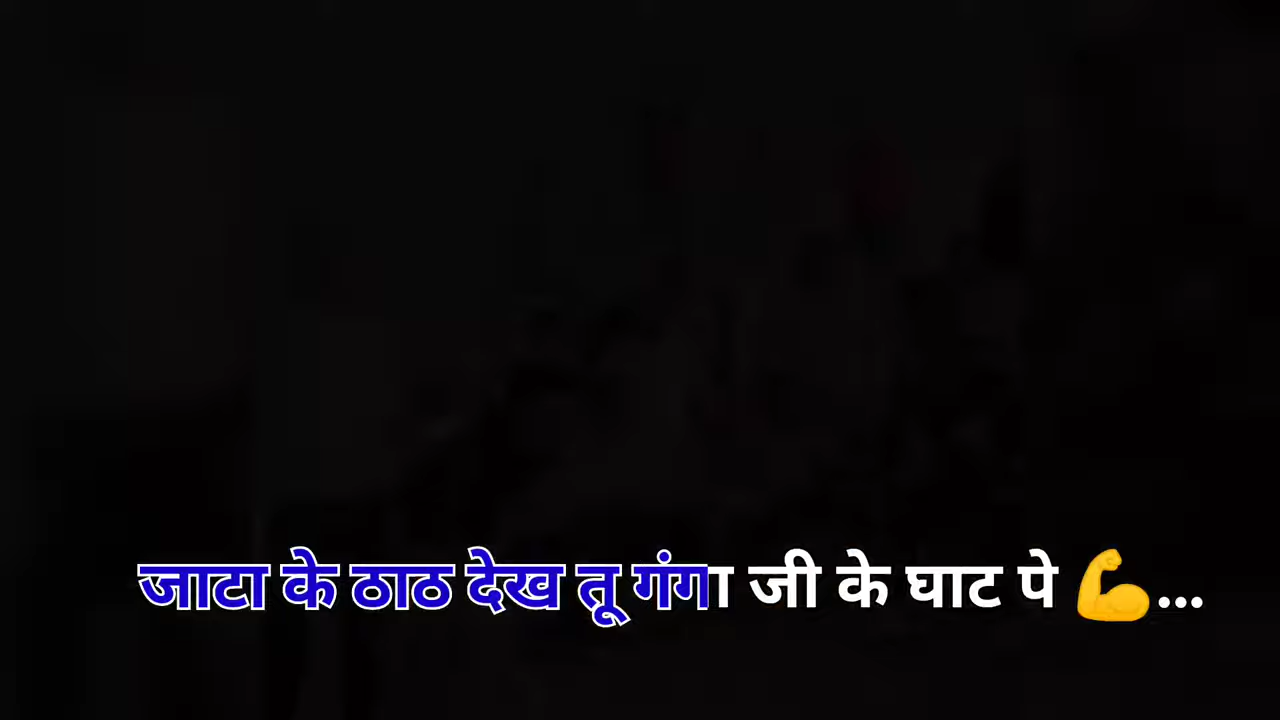 जाटा के ठाठ देख तू गंगा जी के घाट पे 💪...